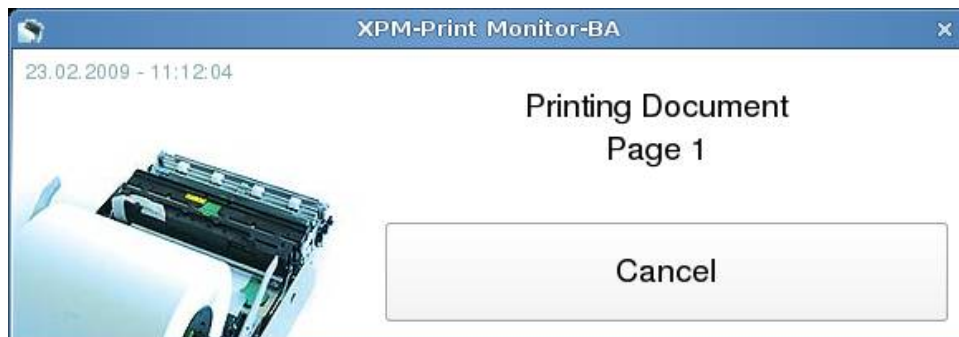 XPM-Print Monitor-BA
23.02.2009 - 11:12:04
Printing Document
Page 1
Cancel